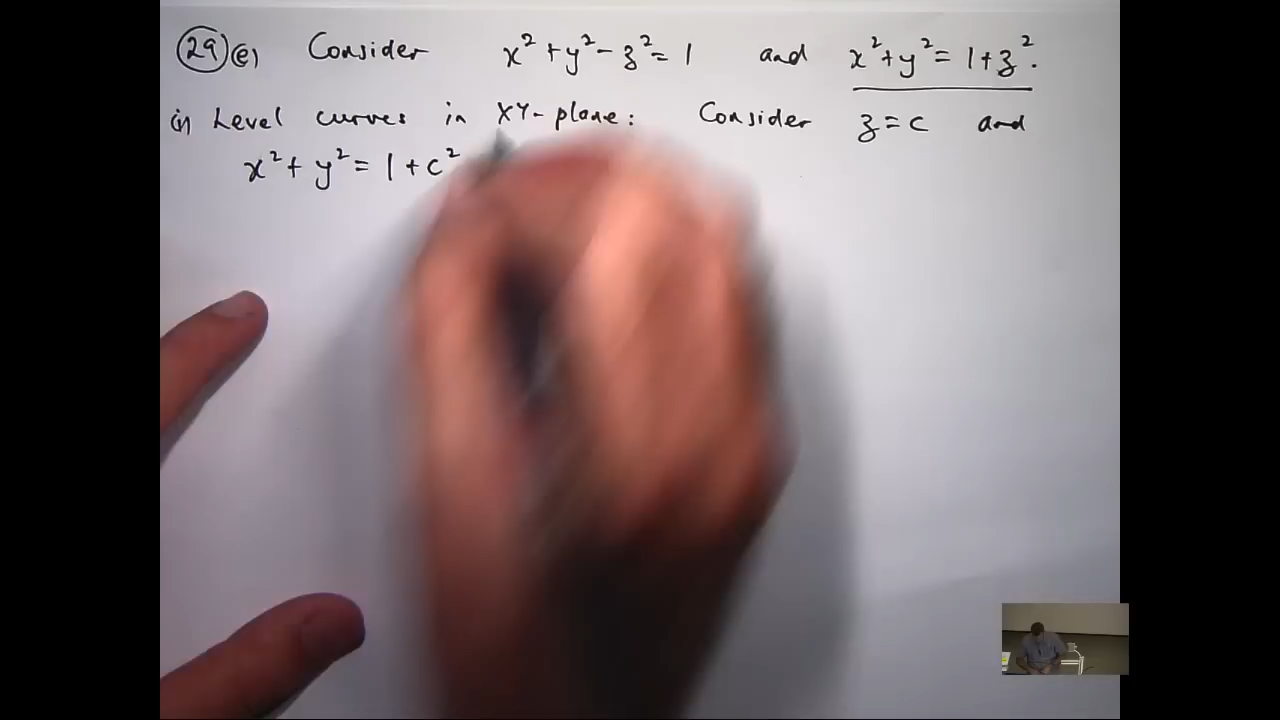 29 (e) Consider x² + y² - z² = 1 and x² + y² = 1 + z².
(i) Level curves in XY-plane: Consider z = c and
x² + y² = 1 + c²